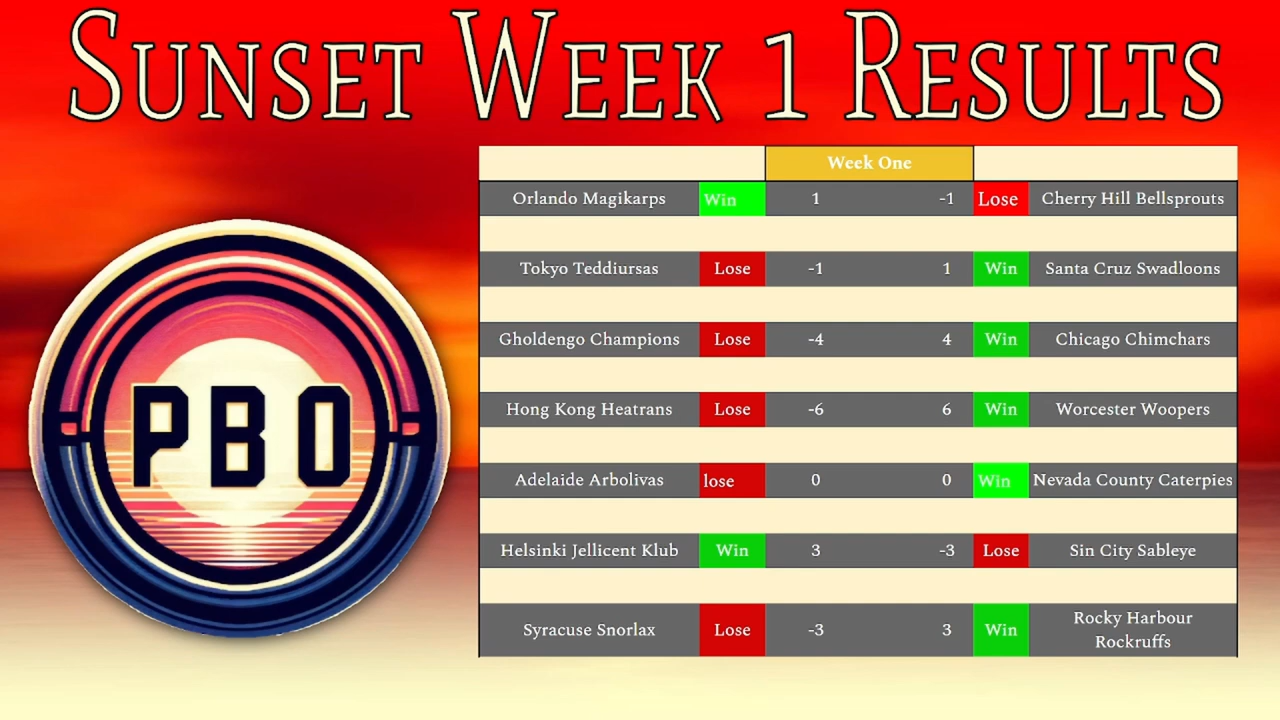 Sunset Week 1 Results
Week One
Orlando Magikarps Win 1 -1 Lose Cherry Hill Bellsprouts
Tokyo Teddiursas Lose -1 1 Win Santa Cruz Swadloons
Gholdengo Champions Lose -4 4 Win Chicago Chimchars
Hong Kong Heatrans Lose -6 6 Win Worcester Woopers
Adelaide Arbolivas lose 0 0 Win Nevada County Caterpies
Helsinki Jellicent Klub Win 3 -3 Lose Sin City Sableye
Syracuse Snorlax Lose -3 3 Win Rocky Harbour
Rockruffs
PBO